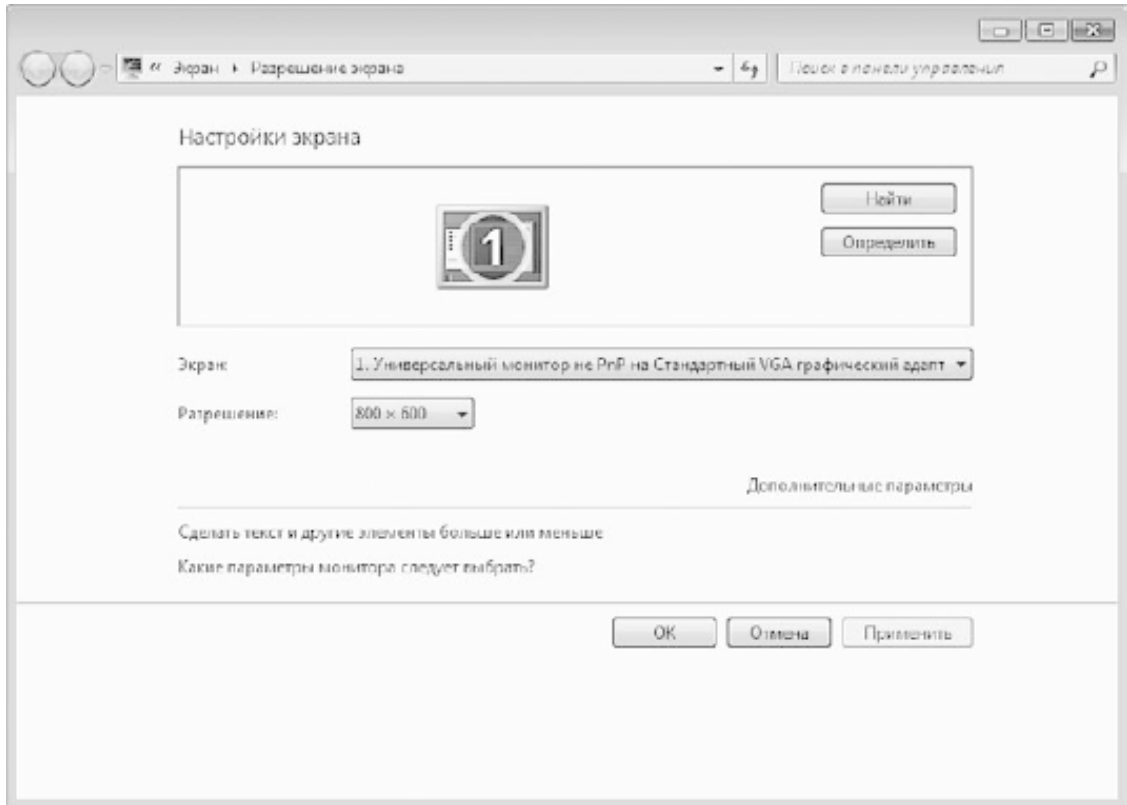 « Экран ▸ Разрешение экрана
Поиск в панели управления
Настройки экрана
1
Найти
Определить
Экран: 1. Универсальный монитор не PnP на Стандартный VGA графический адапт
Разрешение: 800 × 600
Дополнительные параметры
Сделать текст и другие элементы больше или меньше
Какие параметры монитора следует выбрать?
ОК Отмена Применить